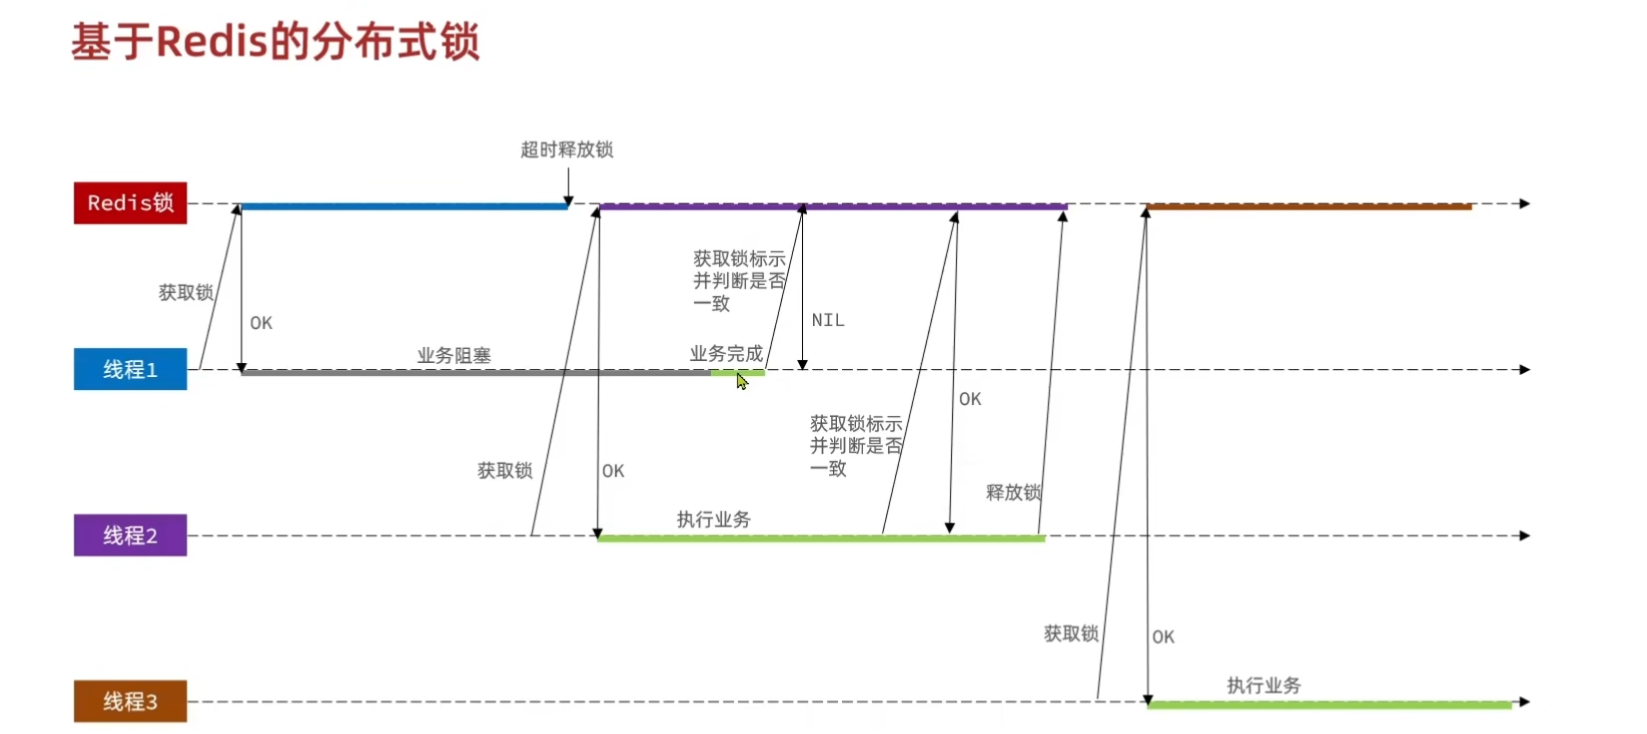 基于Redis的分布式锁
超时释放锁
Redis锁
获取锁标示
并判断是否
一致
获取锁
OK
NIL
业务阻塞
业务完成
线程1
OK
获取锁标示
并判断是否
一致
获取锁
OK
释放锁
执行业务
线程2
获取锁
OK
执行业务
线程3